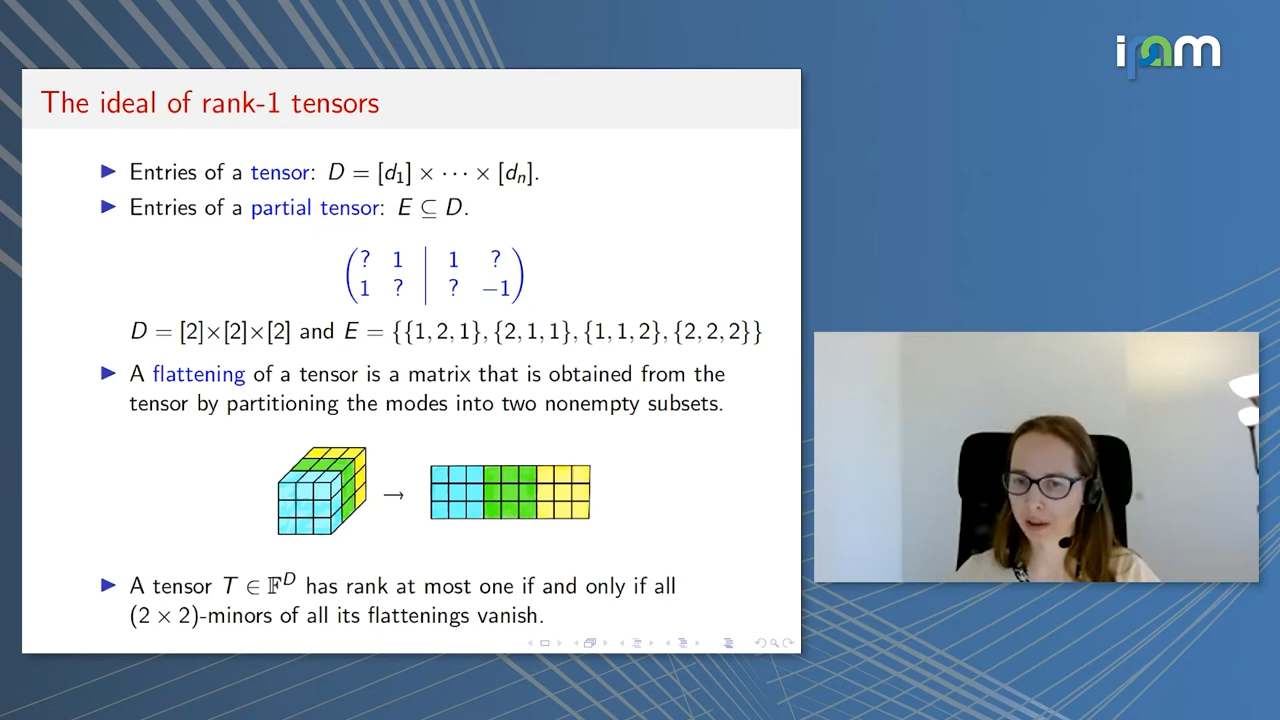 ipam
The ideal of rank-1 tensors
▶ Entries of a tensor: D = [d₁] × ⋯ × [dₙ].
▶ Entries of a partial tensor: E ⊆ D.
? 1 | 1 ?
1 ? | ? −1
D = [2]×[2]×[2] and E = {{1, 2, 1}, {2, 1, 1}, {1, 1, 2}, {2, 2, 2}}
▶ A flattening of a tensor is a matrix that is obtained from the
tensor by partitioning the modes into two nonempty subsets.
→
▶ A tensor T ∈ 𝔽ᴰ has rank at most one if and only if all
(2 × 2)-minors of all its flattenings vanish.